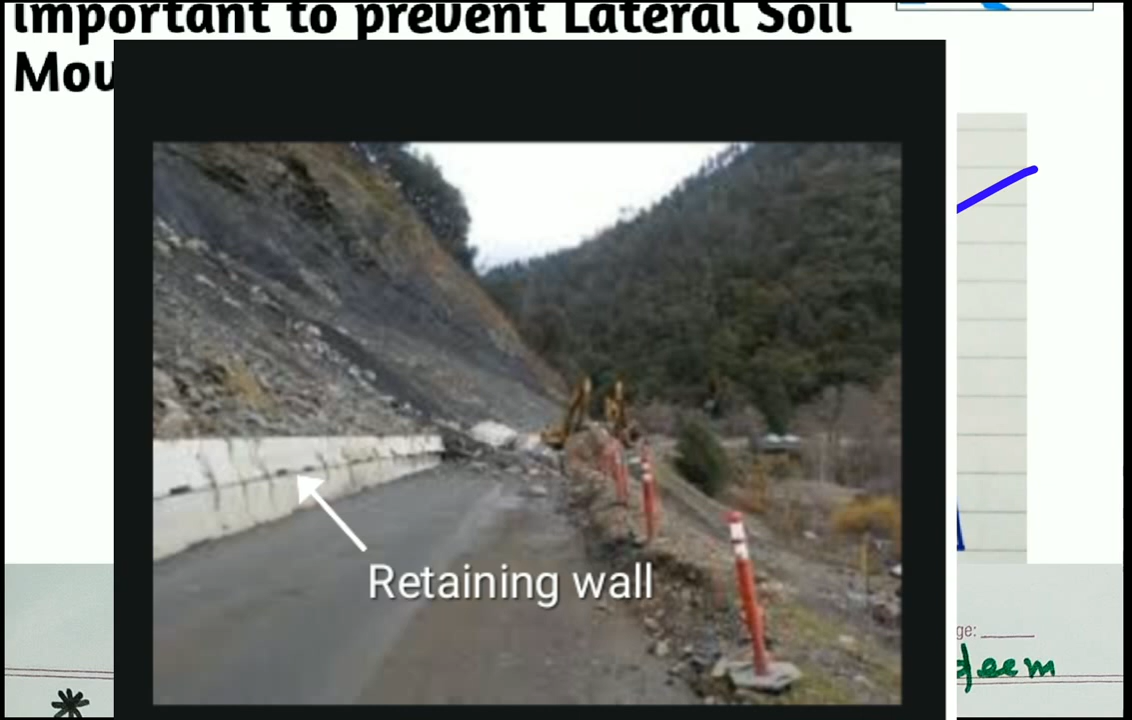 important to prevent Lateral Soil
Mou
Retaining wall
ge:
deem